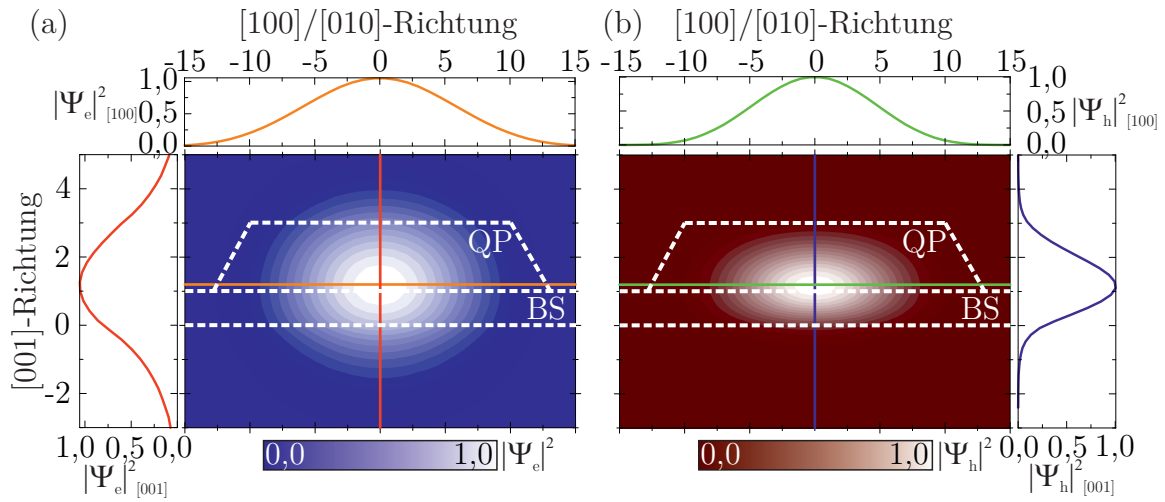 (a) [100]/[010]-Richtung
-15 -10 -5 0 5 10 15
1,0
0,5
0,0
|Ψe|²[100]
[001]-Richtung
4
2
0
-2
QP
BS
1,0 0,5 0,0
|Ψe|²[001]
0,0 1,0 |Ψe|²
(b) [100]/[010]-Richtung
-15 -10 -5 0 5 10 15
1,0
0,5
0,0
|Ψh|²[100]
QP
BS
0,0 1,0 |Ψh|²
0,0 0,5 1,0
|Ψh|²[001]